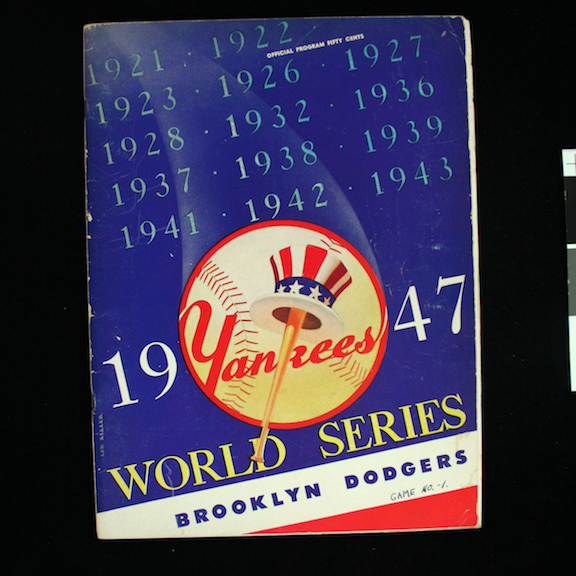 OFFICIAL PROGRAM FIFTY CENTS
1921 · 1922
1923 · 1926 · 1927
1928 · 1932 · 1936
1937 · 1938 · 1939
1941 · 1942 · 1943
19 47
Yankees
WORLD SERIES
BROOKLYN DODGERS
GAME NO.-1.